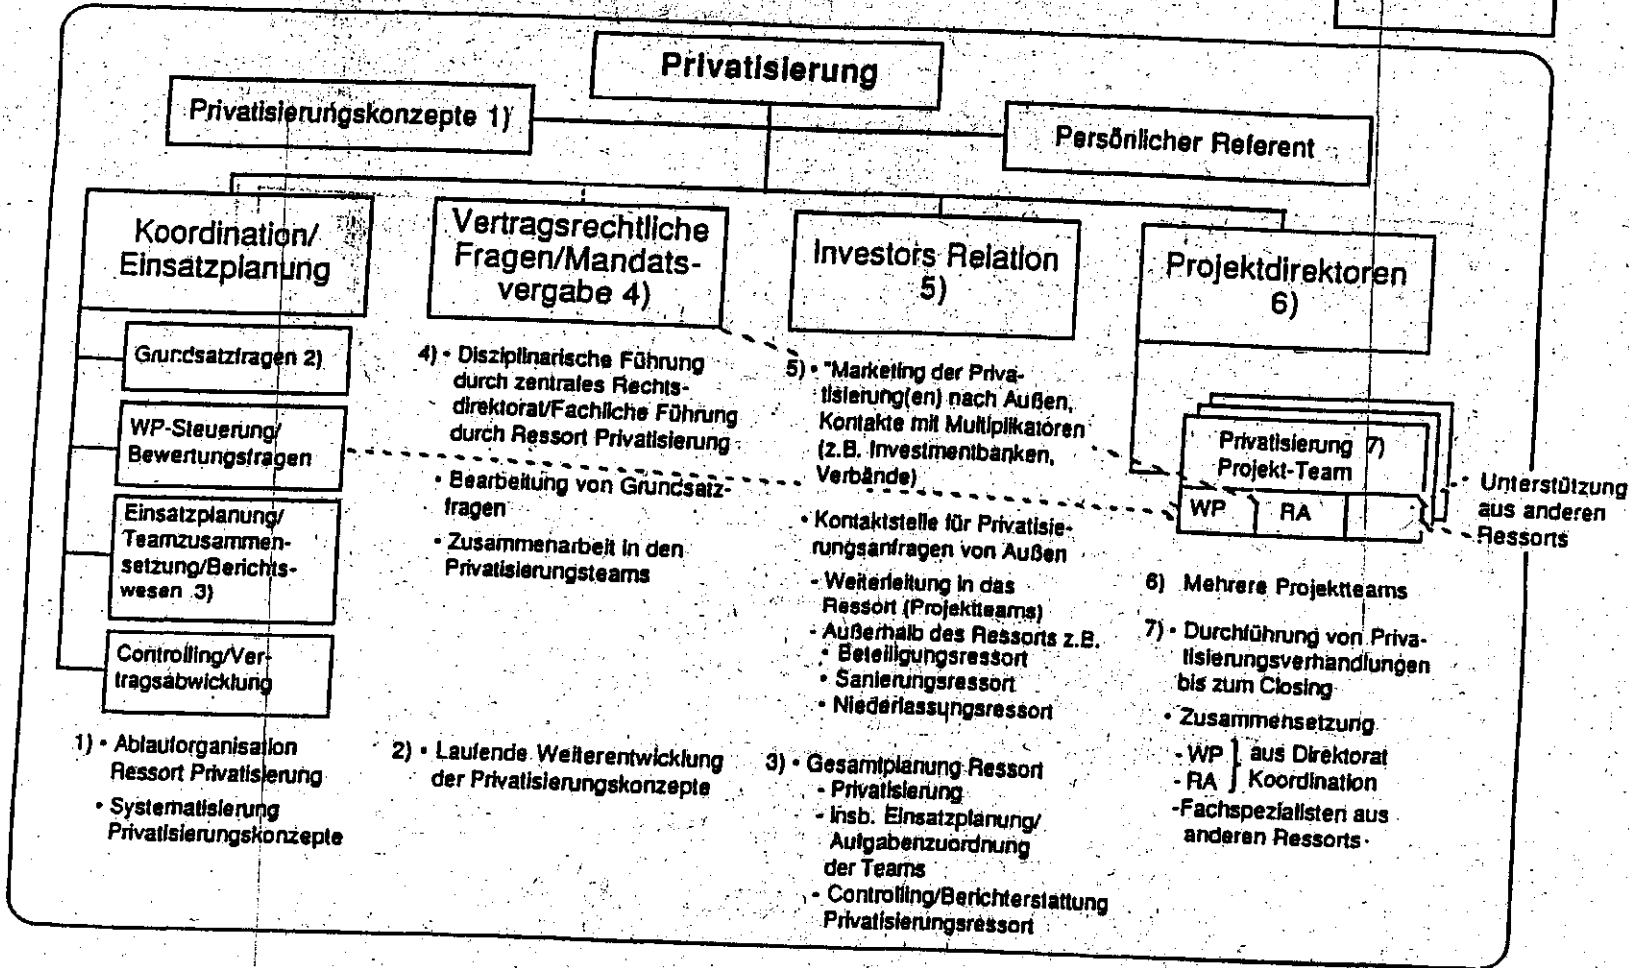 Privatisierung
Privatisierungskonzepte 1)
Persönlicher Referent
Koordination/
Einsatzplanung
Grundsatzfragen 2)
WP-Steuerung/
Bewertungsfragen
Einsatzplanung/
Teamzusammen-
setzung/Berichts-
wesen 3)
Controlling/Ver-
tragsabwicklung
Vertragsrechtliche
Fragen/Mandats-
vergabe 4)
4) • Disziplinarische Führung
durch zentrales Rechts-
direktorat/Fachliche Führung
durch Ressort Privatisierung
• Bearbeitung von Grundsatz-
fragen
• Zusammenarbeit in den
Privatisierungsteams
Investors Relation
5)
5) • "Marketing der Priva-
tisierung(en) nach Außen,
Kontakte mit Multiplikatoren
(z.B. Investmentbanken,
Verbände)
• Kontaktstelle für Privatisie-
rungsanfragen von Außen
- Weiterleitung in das
Ressort (Projektteams)
- Außerhalb des Ressorts z.B.
• Beteiligungsressort
• Sanierungsressort
• Niederlassungsressort
Projektdirektoren
6)
Privatisierung 7)
Projekt-Team
WP RA
Unterstützung
aus anderen
Ressorts
6) Mehrere Projektteams
7) • Durchführung von Priva-
tisierungsverhandlungen
bis zum Closing
• Zusammensetzung
- WP } aus Direktorat
- RA } Koordination
-Fachspezialisten aus
anderen Ressorts
1) • Ablauforganisation
Ressort Privatisierung
• Systematisierung
Privatisierungskonzepte
2) • Laufende Weiterentwicklung
der Privatisierungskonzepte
3) • Gesamtplanung Ressort
- Privatisierung
- insb. Einsatzplanung/
Aufgabenzuordnung
der Teams
- Controlling/Berichterstattung
Privatisierungsressort